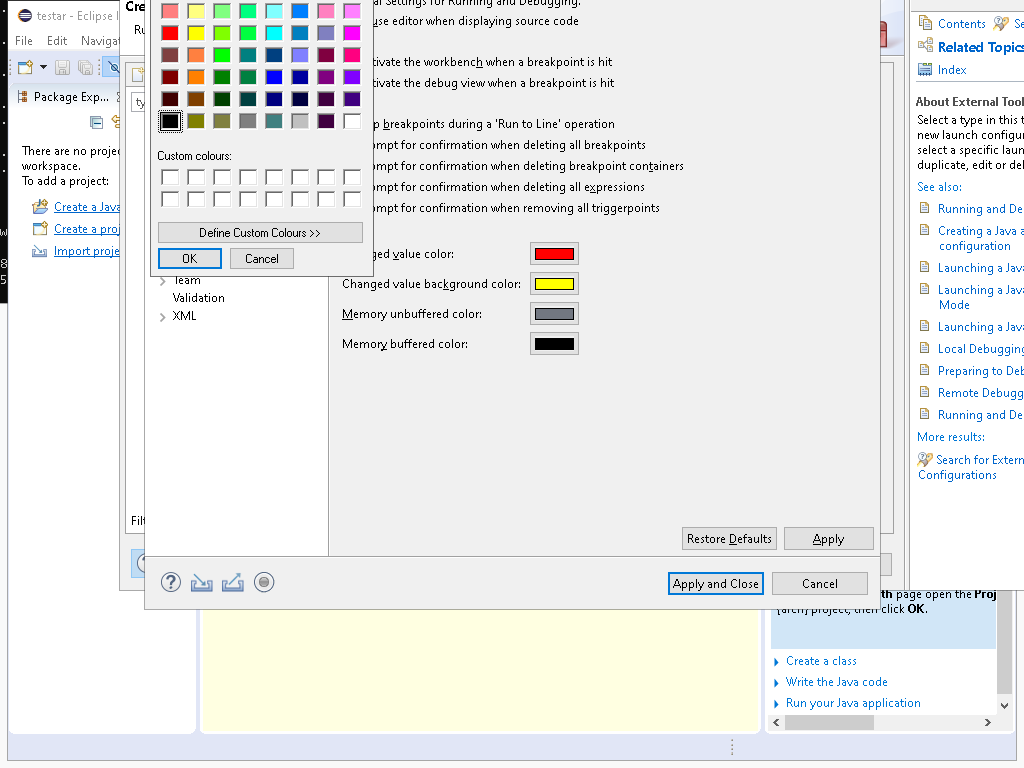 testar - Eclipse I
Cre
Ru
File Edit Navigat
Package Exp...
ty
There are no proje
workspace.
To add a project:
Create a Java
Create a proj
Import proje
Custom colours:
Define Custom Colours >>
OK
Cancel
al Settings for Running and Debugging.
use editor when displaying source code
tivate the workbench when a breakpoint is hit
tivate the debug view when a breakpoint is hit
p breakpoints during a 'Run to Line' operation
ompt for confirmation when deleting all breakpoints
ompt for confirmation when deleting breakpoint containers
ompt for confirmation when deleting all expressions
ompt for confirmation when removing all triggerpoints
ged value color:
Changed value background color:
Memory unbuffered color:
Memory buffered color:
Team
Validation
XML
Filt
Restore Defaults
Apply
Apply and Close
Cancel
Contents
Se
Related Topics
Index
About External Tool
Select a type in this t
new launch configur
select a specific laun
duplicate, edit or del
See also:
Running and De
Creating a Java a
configuration
Launching a Java
Launching a Java
Mode
Launching a Java
Local Debugging
Preparing to Deb
Remote Debugg
Running and De
More results:
Search for Extern
Configurations
th page open the Proj
{arch} project, then click OK.
Create a class
Write the Java code
Run your Java application